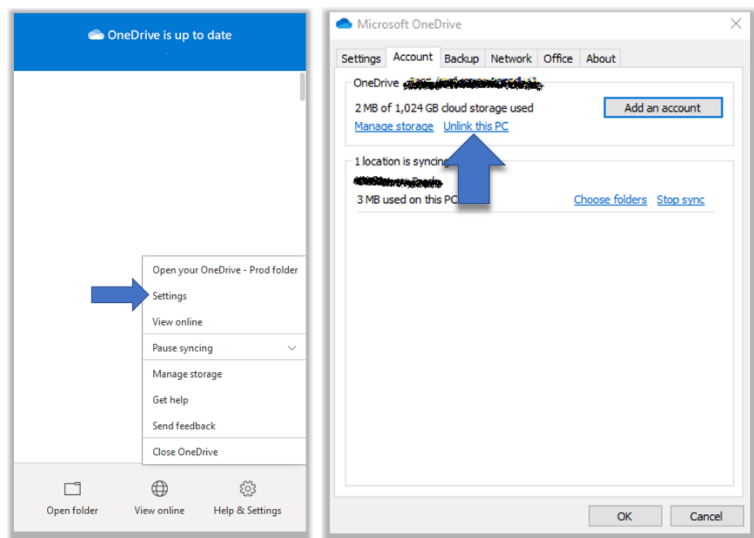 OneDrive is up to date
Open your OneDrive - Prod folder
Settings
View online
Pause syncing
Manage storage
Get help
Send feedback
Close OneDrive
Open folder
View online
Help & Settings
Microsoft OneDrive
Settings Account Backup Network Office About
OneDrive
2 MB of 1,024 GB cloud storage used
Add an account
Manage storage Unlink this PC
1 location is syncing
3 MB used on this PC
Choose folders Stop sync
OK Cancel